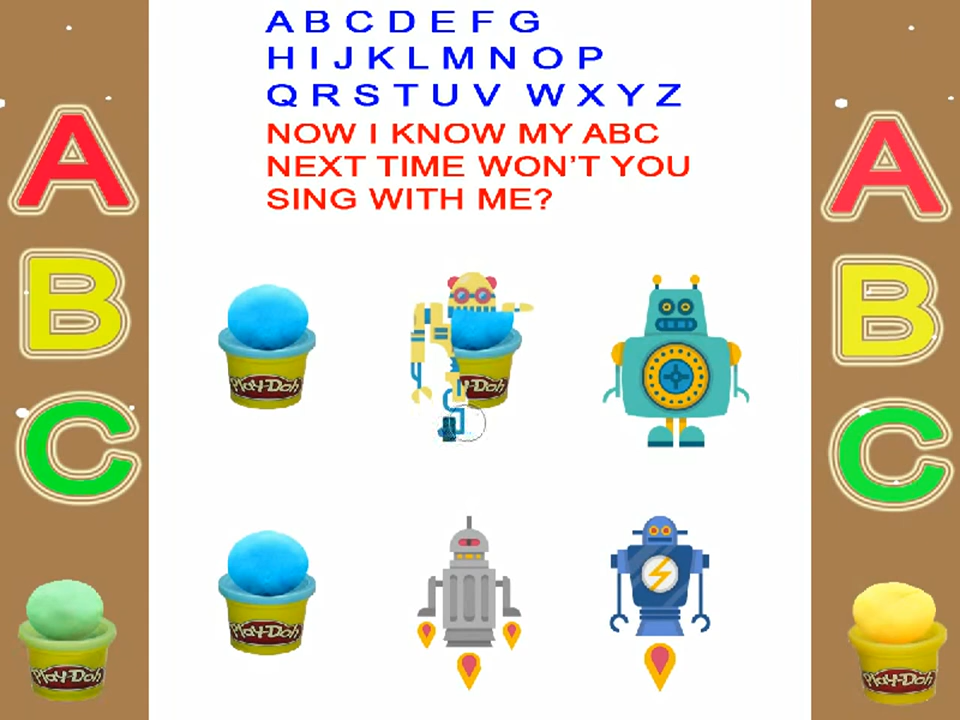 A B C D E F G
H I J K L M N O P
Q R S T U V W X Y Z
NOW I KNOW MY ABC
NEXT TIME WON'T YOU
SING WITH ME?
A
B
C
A
B
C
Play-Doh
Doh
Play-Doh
Play-Doh
Play-Doh